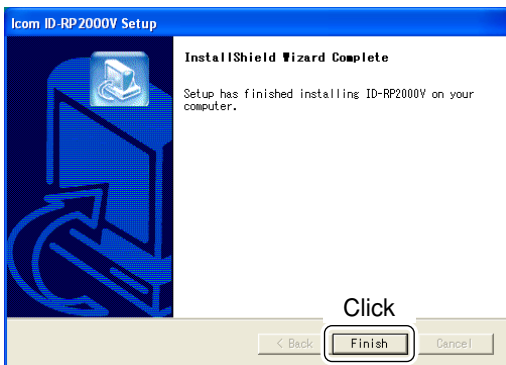 Icom ID-RP2000V Setup
InstallShield Wizard Complete
Setup has finished installing ID-RP2000V on your
computer.
Click
< Back
Finish
Cancel